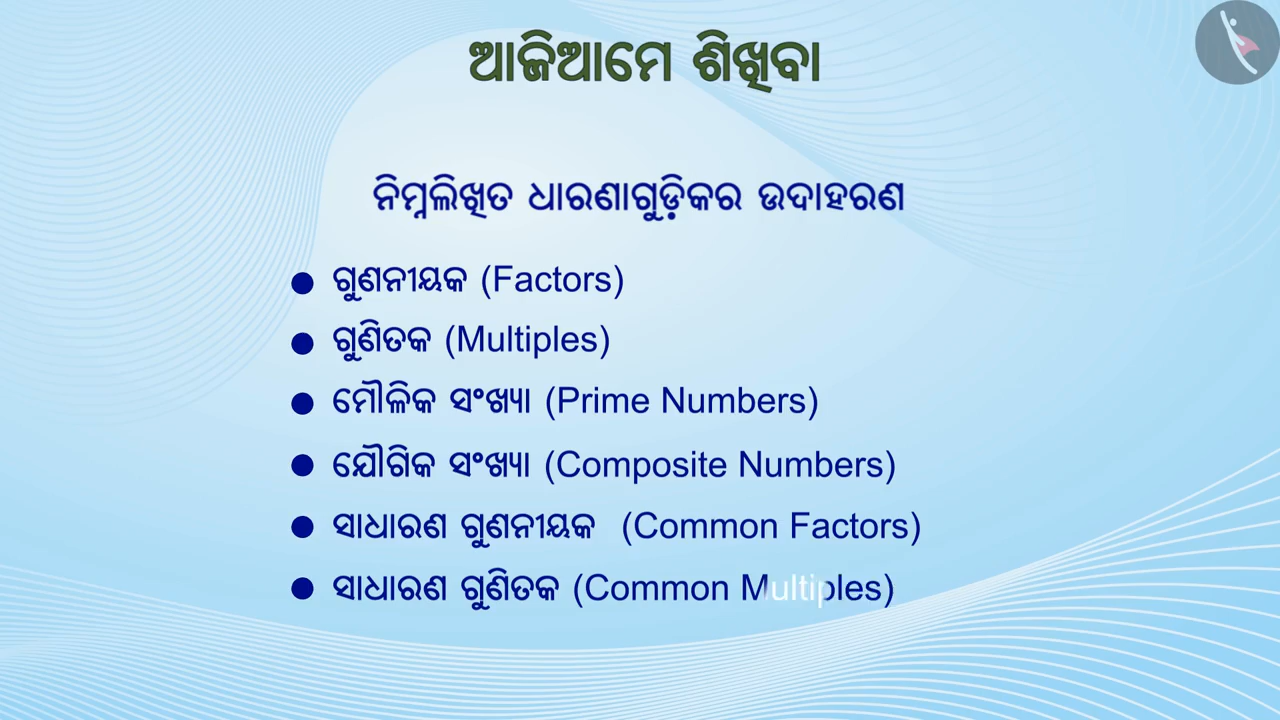 ଆଜିଆମେ ଶିଖିବା
ନିମ୍ନଲିଖିତ ଧାରଣାଗୁଡ଼ିକର ଉଦାହରଣ
● ଗୁଣନୀୟକ (Factors)
● ଗୁଣିତକ (Multiples)
● ମୌଳିକ ସଂଖ୍ୟା (Prime Numbers)
● ଯୌଗିକ ସଂଖ୍ୟା (Composite Numbers)
● ସାଧାରଣ ଗୁଣନୀୟକ (Common Factors)
● ସାଧାରଣ ଗୁଣିତକ (Common Multiples)